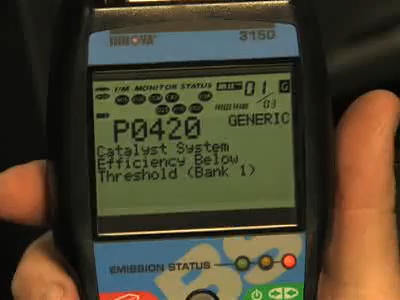 INNOVA 3150
I/M MONITOR STATUS 01
03
P0420 GENERIC
Catalyst System
Efficiency Below
Threshold (Bank 1)
EMISSION STATUS